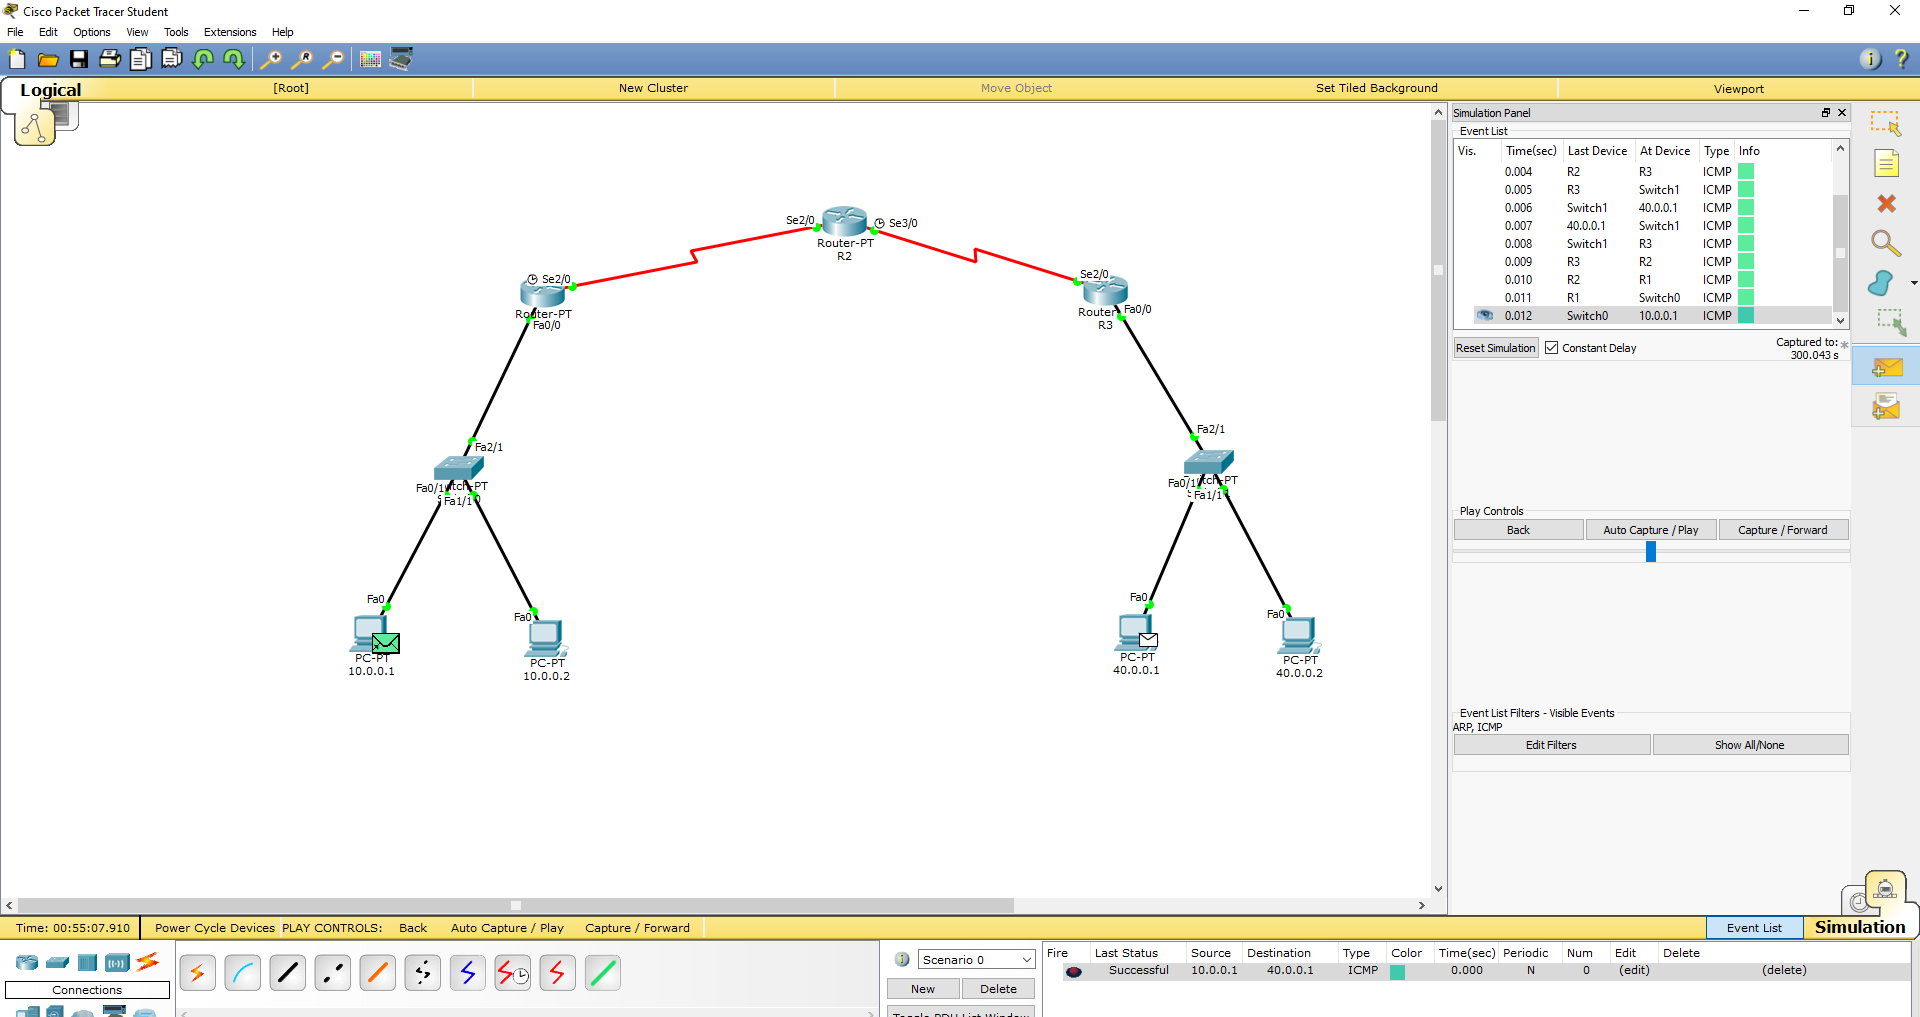 Cisco Packet Tracer Student
File Edit Options View Tools Extensions Help
Logical [Root] New Cluster Move Object Set Tiled Background Viewport
Simulation Panel
Event List
Vis. Time(sec) Last Device At Device Type Info
0.004 R2 R3 ICMP
0.005 R3 Switch1 ICMP
0.006 Switch1 40.0.0.1 ICMP
0.007 40.0.0.1 Switch1 ICMP
0.008 Switch1 R3 ICMP
0.009 R3 R2 ICMP
0.010 R2 R1 ICMP
0.011 R1 Switch0 ICMP
0.012 Switch0 10.0.0.1 ICMP
Reset Simulation Constant Delay Captured to:
300.043 s
Play Controls
Back Auto Capture / Play Capture / Forward
Event List Filters - Visible Events
ARP, ICMP
Edit Filters Show All/None
Se2/0 Se3/0
Router-PT
R2
Se2/0
Router-PT
Fa0/0
Se2/0
Router
Fa0/0
R3
Fa2/1
Fa0/1 tch-PT
Fa1/1
Fa2/1
Fa0/1 tch-PT
Fa1/1
Fa0
PC-PT
10.0.0.1
Fa0
PC-PT
10.0.0.2
Fa0
PC-PT
40.0.0.1
Fa0
PC-PT
40.0.0.2
Time: 00:55:07.910 Power Cycle Devices PLAY CONTROLS: Back Auto Capture / Play Capture / Forward Event List Simulation
Connections
Scenario 0
New Delete
Toggle PDU List Window
Fire Last Status Source Destination Type Color Time(sec) Periodic Num Edit Delete
Successful 10.0.0.1 40.0.0.1 ICMP 0.000 N 0 (edit) (delete)